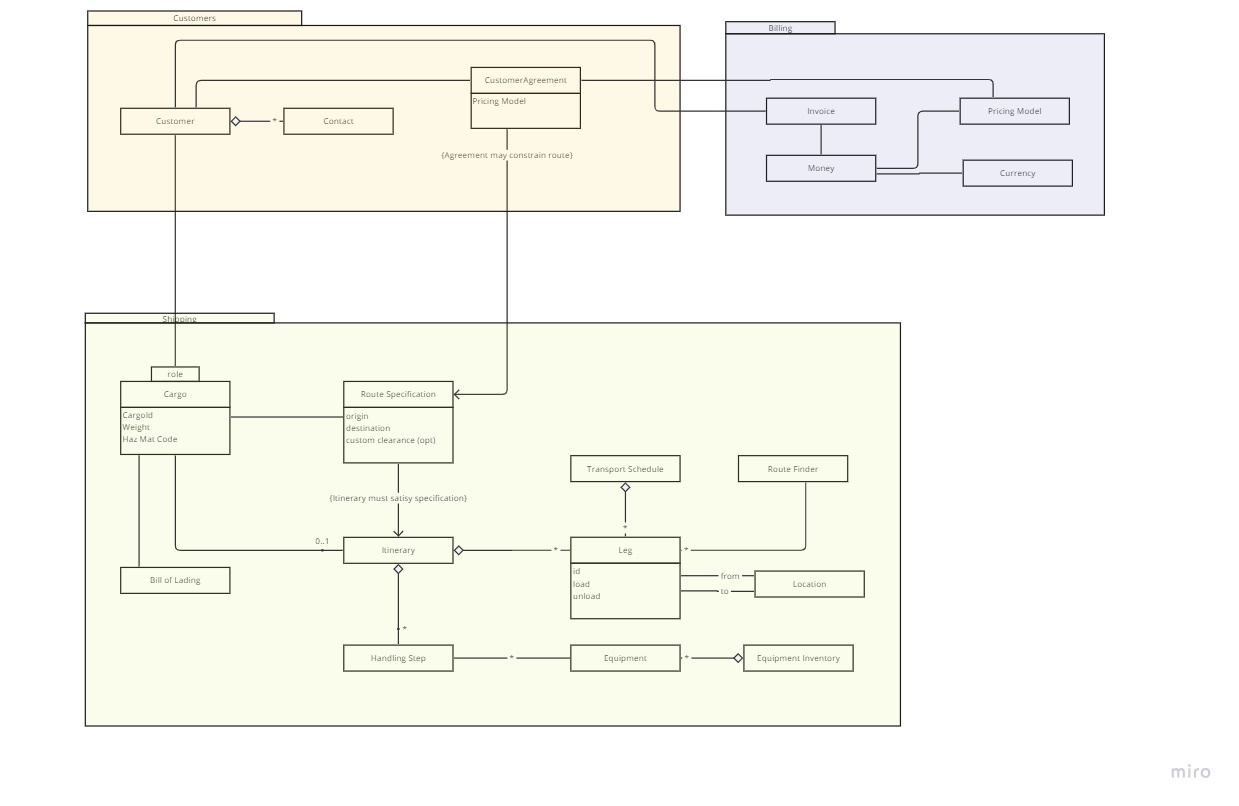 Customers
Billing
CustomerAgreement
Pricing Model
Customer
*
Contact
{Agreement may constrain route}
Invoice
Pricing Model
Money
Currency
Shipping
role
Cargo
CargoId
Weight
Haz Mat Code
Route Specification
origin
destination
custom clearance (opt)
Transport Schedule
Route Finder
{Itinerary must satisy specification}
*
0..1
Itinerary
*
Leg
*
id
load
unload
from
to
Location
Bill of Lading
*
Handling Step
*
Equipment
*
Equipment Inventory
miro